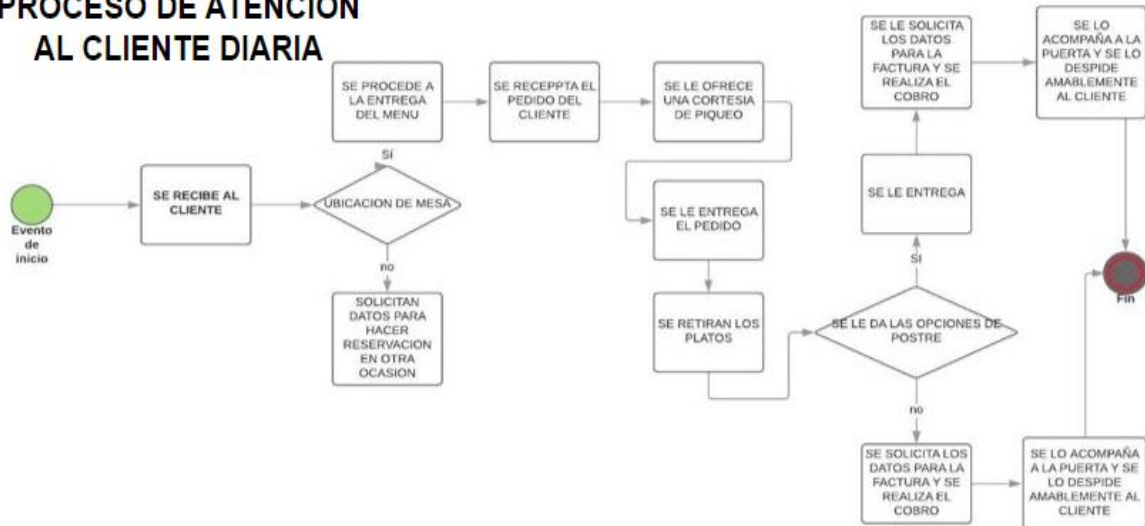 PROCESO DE ATENCION
AL CLIENTE DIARIA
Evento
de
inicio
SE RECIBE AL
CLIENTE
UBICACION DE MESA
SÍ
SE PROCEDE A
LA ENTREGA
DEL MENU
SE RECEPPTA EL
PEDIDO DEL
CLIENTE
SE LE OFRECE
UNA CORTESIA
DE PIQUEO
no
SOLICITAN
DATOS PARA
HACER
RESERVACION
EN OTRA
OCASION
SE LE ENTREGA
EL PEDIDO
SE RETIRAN LOS
PLATOS
SE LE DA LAS OPCIONES DE
POSTRE
SI
SE LE ENTREGA
SE LE SOLICITA
LOS DATOS
PARA LA
FACTURA Y SE
REALIZA EL
COBRO
SE LO
ACOMPAÑA A LA
PUERTA Y SE LO
DESPIDE
AMABLEMENTE
AL CLIENTE
no
SE SOLICITA LOS
DATOS PARA LA
FACTURA Y SE
REALIZA EL
COBRO
SE LO ACOMPAÑA
A LA PUERTA Y SE
LO DESPIDE
AMABLEMENTE AL
CLIENTE
Fin